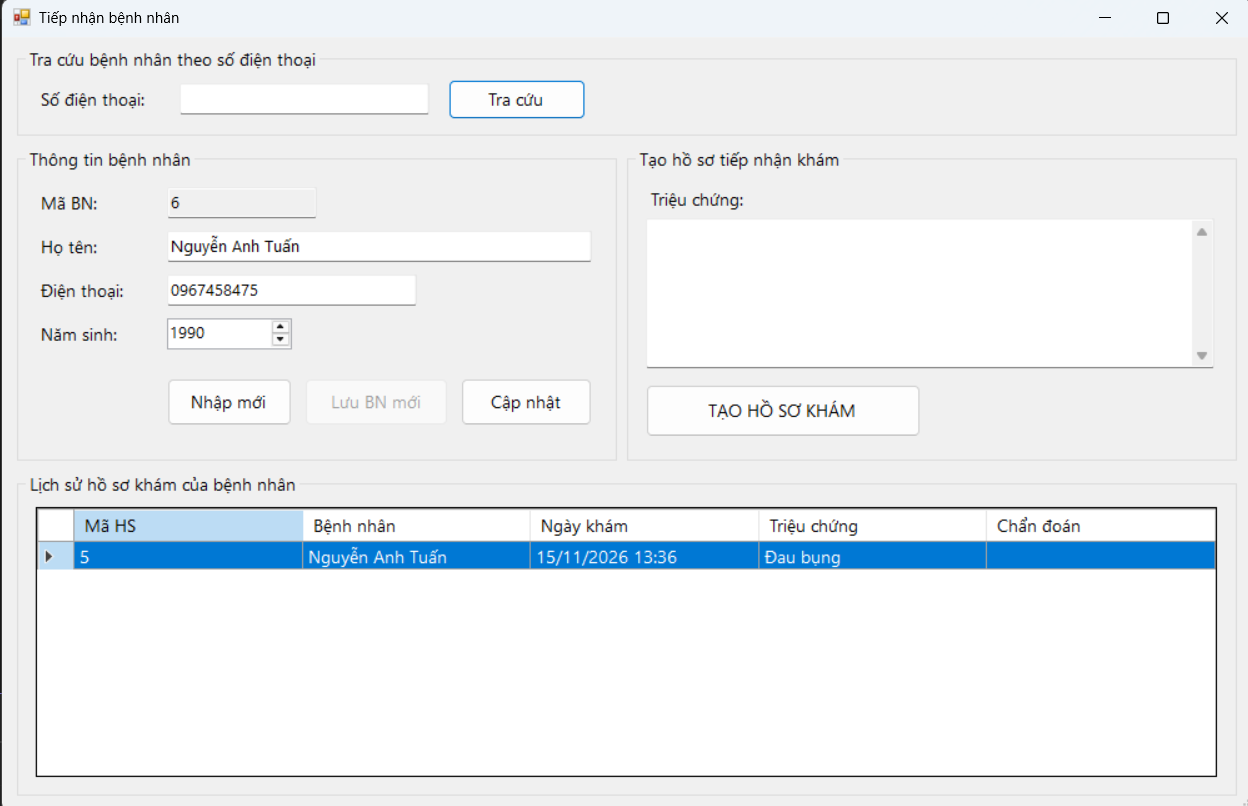 Tiếp nhận bệnh nhân
Tra cứu bệnh nhân theo số điện thoại
Số điện thoại:
Tra cứu
Thông tin bệnh nhân
Mã BN:
6
Họ tên:
Nguyễn Anh Tuấn
Điện thoại:
0967458475
Năm sinh:
1990
Nhập mới
Lưu BN mới
Cập nhật
Tạo hồ sơ tiếp nhận khám
Triệu chứng:
TẠO HỒ SƠ KHÁM
Lịch sử hồ sơ khám của bệnh nhân
Mã HS Bệnh nhân Ngày khám Triệu chứng Chẩn đoán
5 Nguyễn Anh Tuấn 15/11/2026 13:36 Đau bụng